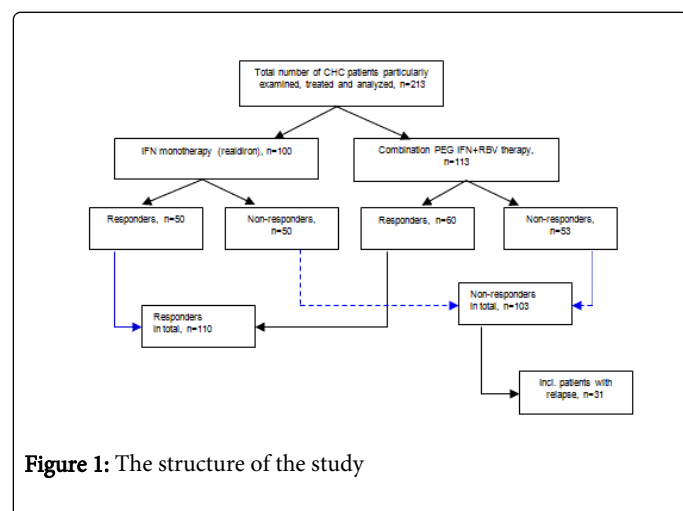 Total number of CHC patients particularly
examined, treated and analyzed, n=213
IFN monotherapy (realdiron), n=100
Combination PEG IFN+RBV therapy,
n=113
Responders, n=50
Non-responders,
n=50
Responders, n=60
Non-responders,
n=53
Responders
in total, n=110
Non-responders
in total, n=103
Incl. patients with
relapse, n=31
Figure 1: The structure of the study